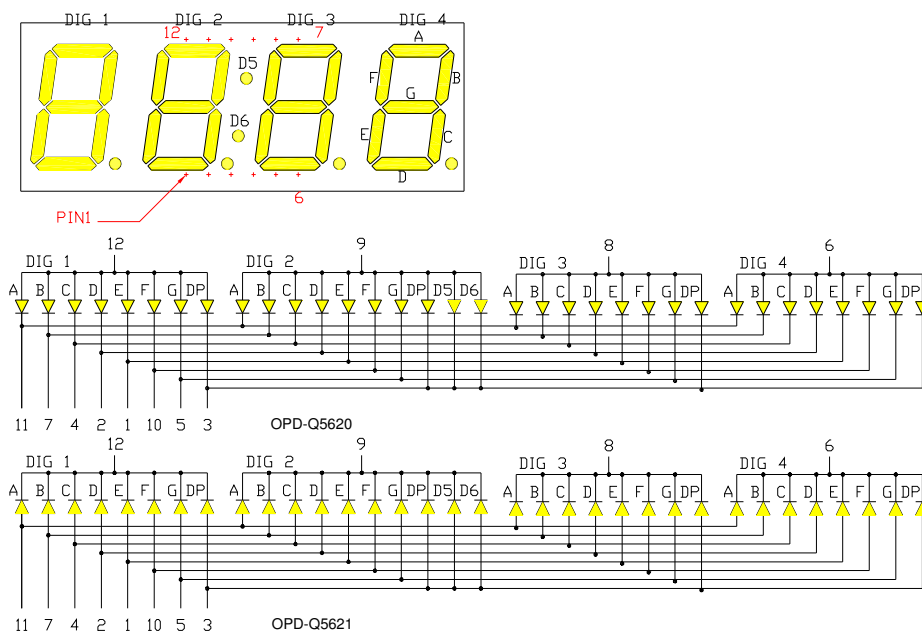 DIG 1 DIG 2 DIG 3 DIG 4
12 7 A
D5 F B
G
D6 E C
D
6
PIN1
12 9 8 6
DIG 1 DIG 2 DIG 3 DIG 4
A B C D E F G DP A B C D E F G DP D5 D6 A B C D E F G DP A B C D E F G DP
11 7 4 2 1 10 5 3 OPD-Q5620
12 9 8 6
DIG 1 DIG 2 DIG 3 DIG 4
A B C D E F G DP A B C D E F G DP D5 D6 A B C D E F G DP A B C D E F G DP
11 7 4 2 1 10 5 3 OPD-Q5621